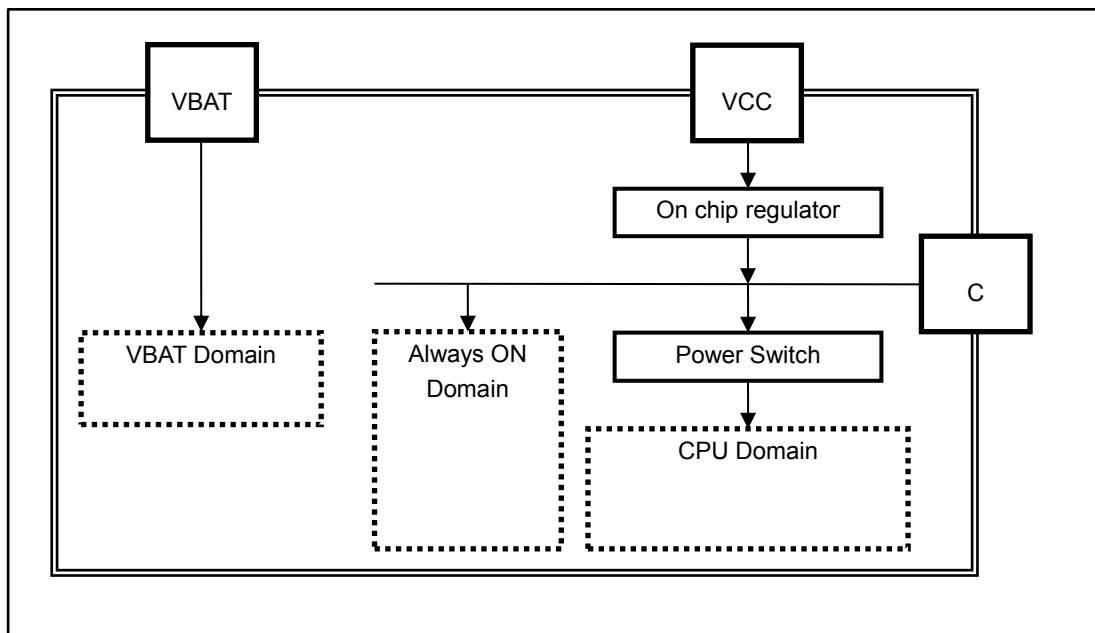 VBAT
VCC
On chip regulator
C
VBAT Domain
Always ON
Domain
Power Switch
CPU Domain